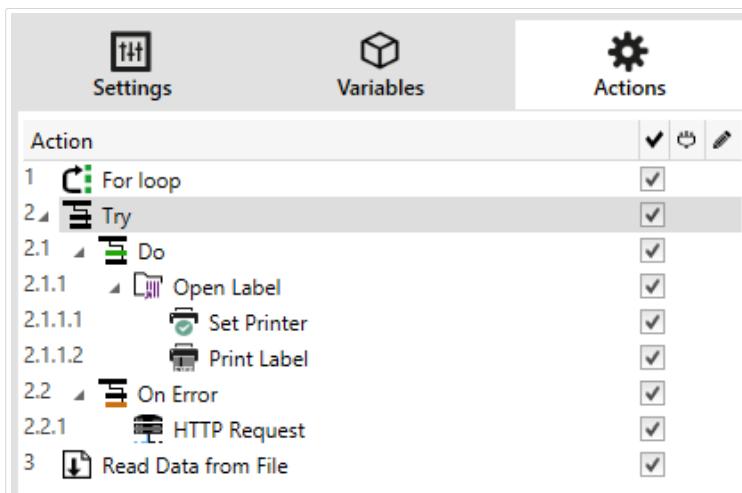 Settings Variables Actions
Action
1 For loop
2 Try
2.1 Do
2.1.1 Open Label
2.1.1.1 Set Printer
2.1.1.2 Print Label
2.2 On Error
2.2.1 HTTP Request
3 Read Data from File